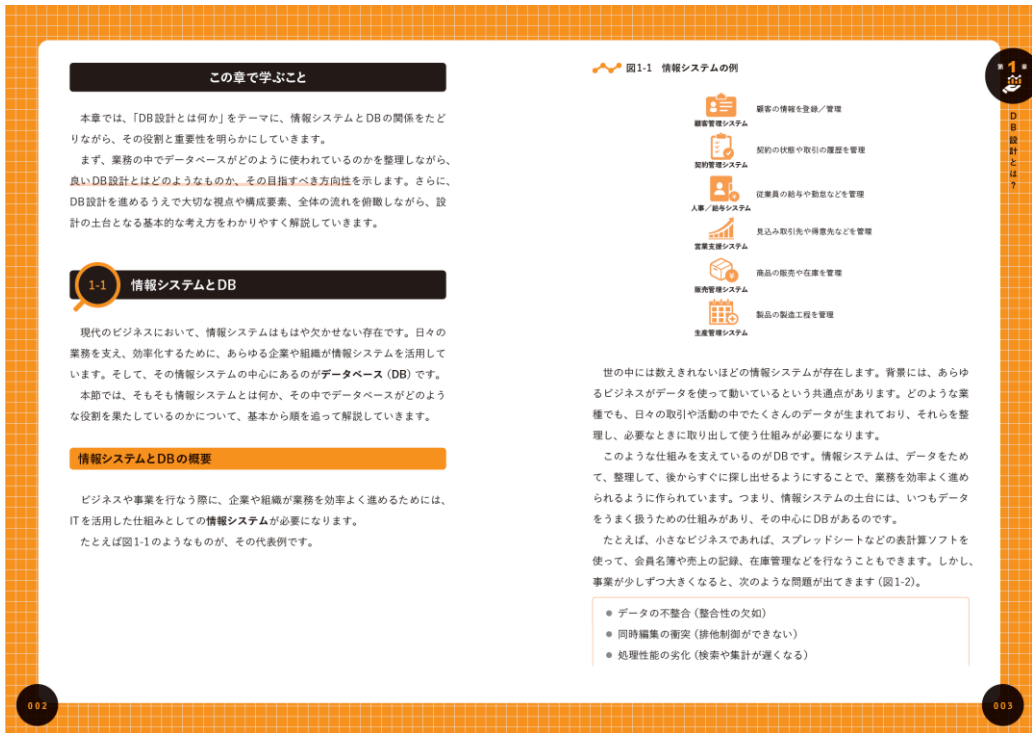 この章で学ぶこと
本章では、「DB設計とは何か」をテーマに、情報システムとDBの関係をたど
りながら、その役割と重要性を明らかにしていきます。
まず、業務の中でデータベースがどのように使われているのかを整理しながら、
良いDB設計とはどのようなものか、その目指すべき方向性を示します。さらに、
DB設計を進めるうえで大切な視点や構成要素、全体の流れを俯瞰しながら、設
計の土台となる基本的な考え方をわかりやすく解説していきます。
1-1 情報システムとDB
現代のビジネスにおいて、情報システムはもはや欠かせない存在です。日々の
業務を支え、効率化するために、あらゆる企業や組織が情報システムを活用して
います。そして、その情報システムの中心にあるのがデータベース（DB）です。
本節では、そもそも情報システムとは何か、その中でデータベースがどのよう
な役割を果たしているのかについて、基本から順を追って解説していきます。
情報システムとDBの概要
ビジネスや事業を行なう際に、企業や組織が業務を効率よく進めるためには、
ITを活用した仕組みとしての情報システムが必要になります。
たとえば図1-1のようなものが、その代表例です。
002
図1-1 情報システムの例
顧客管理システム
顧客の情報を登録／管理
契約管理システム
契約の状態や取引の履歴を管理
人事／給与システム
従業員の給与や勤怠などを管理
営業支援システム
見込み取引先や得意先などを管理
販売管理システム
商品の販売や在庫を管理
生産管理システム
製品の製造工程を管理
世の中には数えきれないほどの情報システムが存在します。背景には、あらゆ
るビジネスがデータを使って動いているという共通点があります。どのような業
種でも、日々の取引や活動の中でたくさんのデータが生まれており、それらを整
理し、必要なときに取り出して使う仕組みが必要になります。
このような仕組みを支えているのがDBです。情報システムは、データをため
て、整理して、後からすぐに探し出せるようにすることで、業務を効率よく進め
られるように作られています。つまり、情報システムの土台には、いつもデータ
をうまく扱うための仕組みがあり、その中心にDBがあるのです。
たとえば、小さなビジネスであれば、スプレッドシートなどの表計算ソフトを
使って、会員名簿や売上の記録、在庫管理などを行なうこともできます。しかし、
事業が少しずつ大きくなると、次のような問題が出てきます（図1-2）。
● データの不整合（整合性の欠如）
● 同時編集の衝突（排他制御ができない）
● 処理性能の劣化（検索や集計が遅くなる）
第1章
DB設計とは？
003